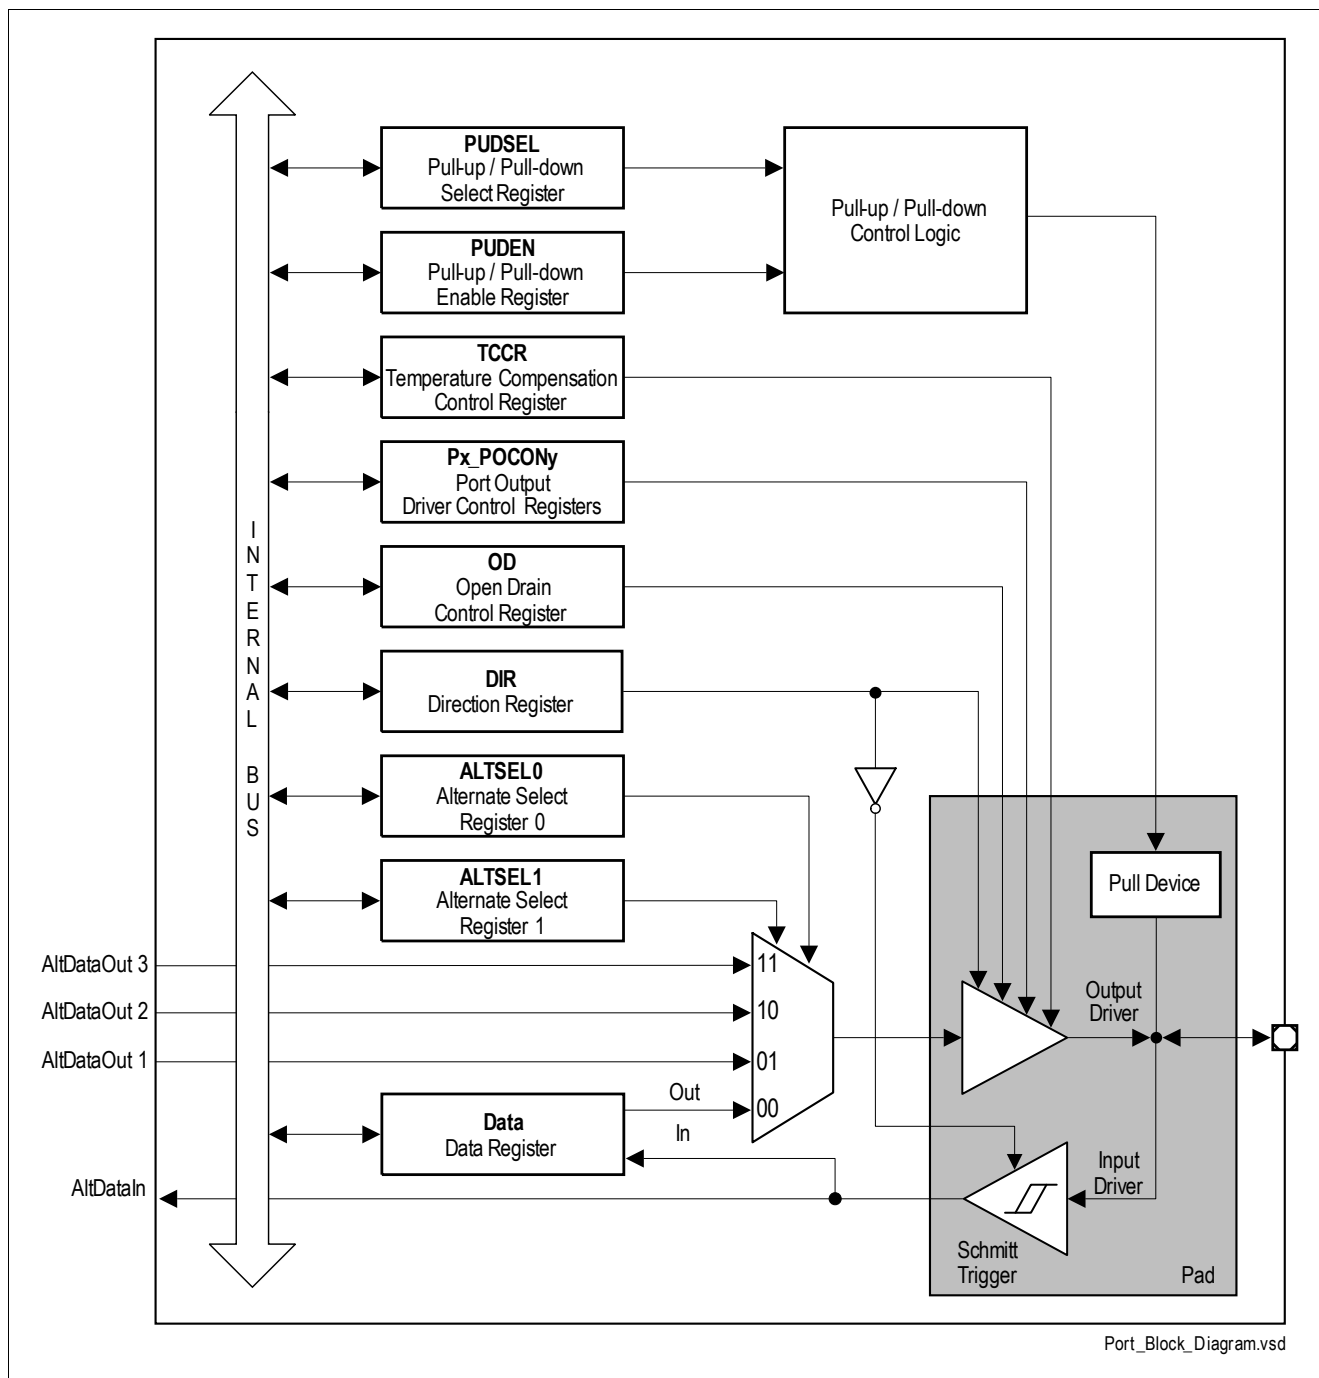 PUDSEL
Pull-up / Pull-down
Select Register
Pull-up / Pull-down
Control Logic
PUDEN
Pull-up / Pull-down
Enable Register
TCCR
Temperature Compensation
Control Register
Px_POCONy
Port Output
Driver Control Registers
INTERNAL BUS
OD
Open Drain
Control Register
DIR
Direction Register
ALTSEL0
Alternate Select
Register 0
ALTSEL1
Alternate Select
Register 1
Pull Device
AltDataOut 3
11
AltDataOut 2
10
Output
Driver
AltDataOut 1
01
Out
00
Data
Data Register
In
AltDataIn
Input
Driver
Schmitt
Trigger
Pad
Port_Block_Diagram.vsd